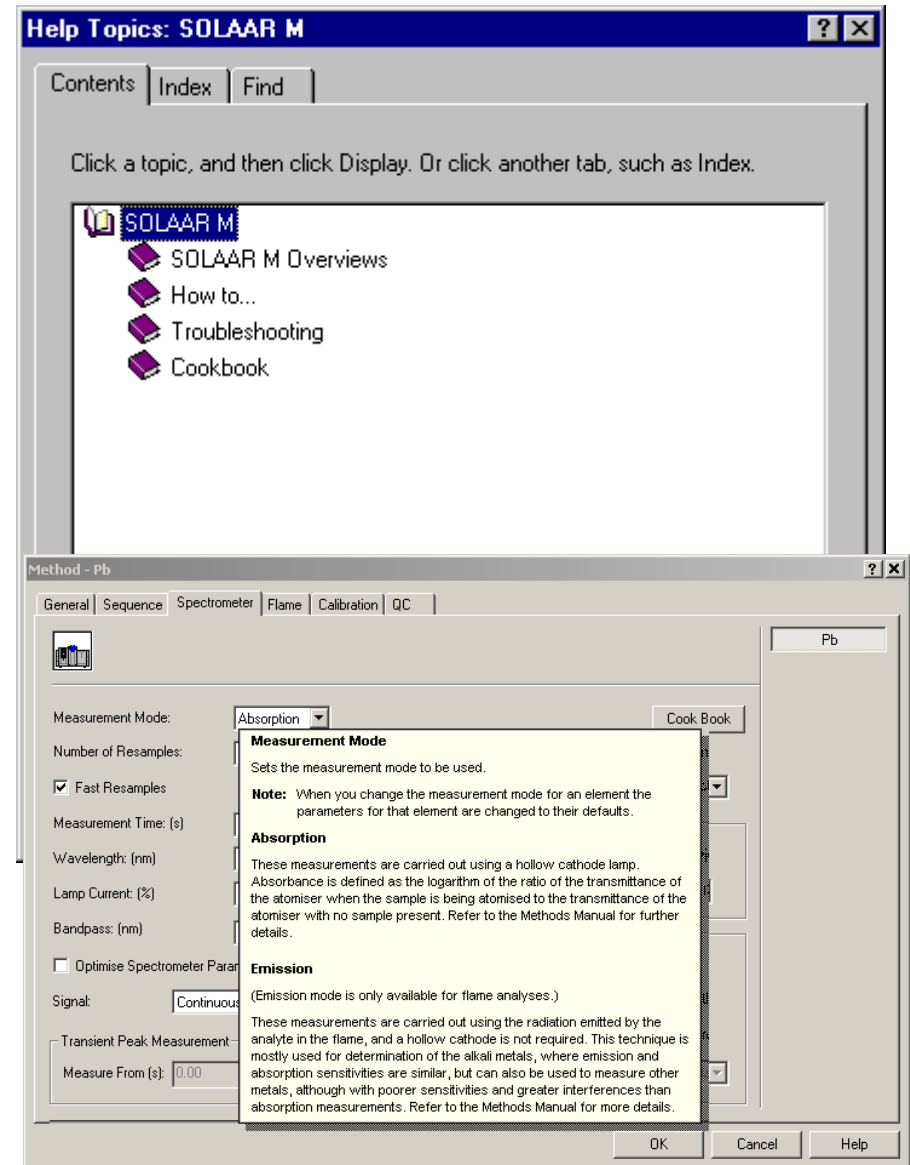 Help Topics: SOLAAR M
Contents Index Find
Click a topic, and then click Display. Or click another tab, such as Index.
SOLAAR M
SOLAAR M Overviews
How to...
Troubleshooting
Cookbook
Method - Pb
General Sequence Spectrometer Flame Calibration QC
Pb
Measurement Mode: Absorption Cook Book
Number of Resamples:
Fast Resamples
Measurement Time: (s)
Wavelength: (nm)
Lamp Current: (%)
Bandpass: (nm)
Optimise Spectrometer Para
Signal: Continuous
Transient Peak Measurement
Measure From (s): 0.00
Measurement Mode
Sets the measurement mode to be used.
Note: When you change the measurement mode for an element the
parameters for that element are changed to their defaults.
Absorption
These measurements are carried out using a hollow cathode lamp.
Absorbance is defined as the logarithm of the ratio of the transmittance of
the atomiser when the sample is being atomised to the transmittance of the
atomiser with no sample present. Refer to the Methods Manual for further
details.
Emission
(Emission mode is only available for flame analyses.)
These measurements are carried out using the radiation emitted by the
analyte in the flame, and a hollow cathode is not required. This technique is
mostly used for determination of the alkali metals, where emission and
absorption sensitivities are similar, but can also be used to measure other
metals, although with poorer sensitivities and greater interferences than
absorption measurements. Refer to the Methods Manual for more details.
OK Cancel Help